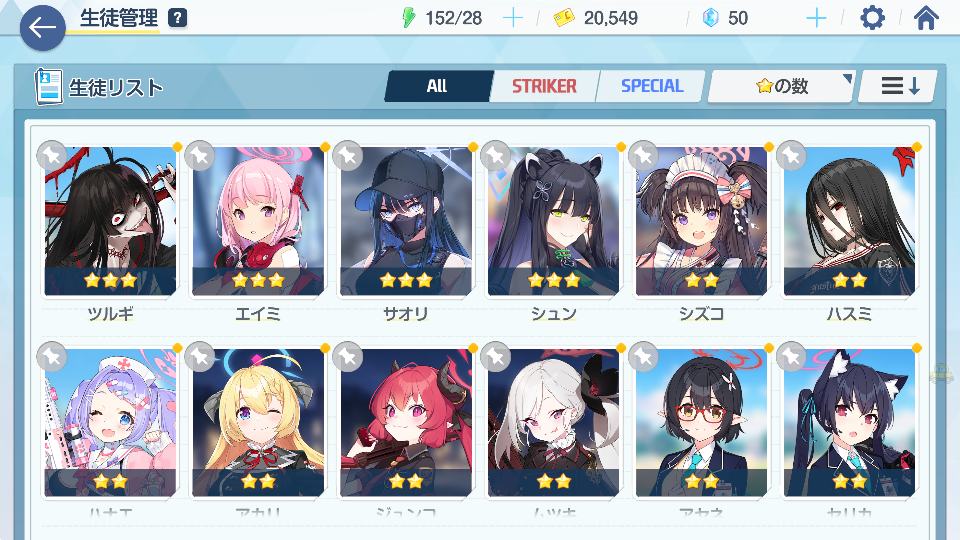 生徒管理 ?
152/28
20,549
50
生徒リスト
All
STRIKER
SPECIAL
の数
ツルギ
エイミ
サオリ
シュン
シズコ
ハスミ
ハナエ
アカリ
ジュンコ
ムツキ
アヤネ
セリカ